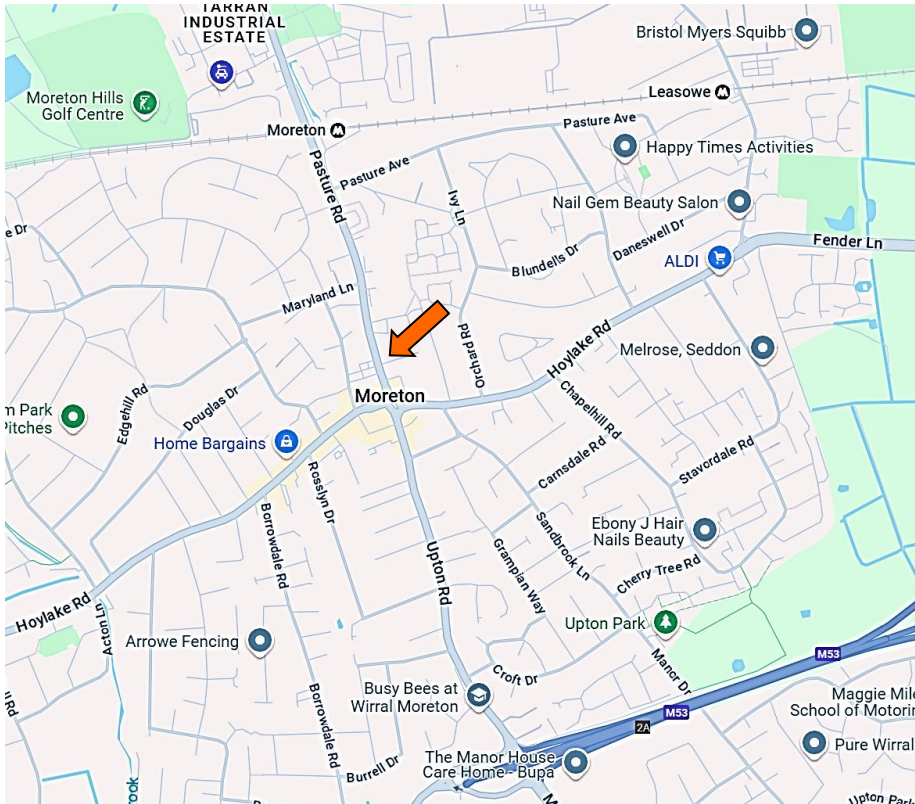 TARRAN
INDUSTRIAL
ESTATE
Bristol Myers Squibb
Moreton Hills
Golf Centre
Leasowe
Moreton
Pasture Ave
Happy Times Activities
Pasture Rd
Pasture Ave
Ivy Ln
Nail Gem Beauty Salon
e Dr
Daneswell Dr
Fender Ln
Blundells Dr
ALDI
Maryland Ln
Orchard Rd
Hoylake Rd
Melrose, Seddon
Moreton
Edgehill Rd
Douglas Dr
m Park
Pitches
Chapelhill Rd
Home Bargains
Carnsdale Rd
Stavordale Rd
Rosslyn Dr
Borrowdale Rd
Sandbrook Ln
Ebony J Hair
Nails Beauty
Upton Rd
Grampian Way
Cherry Tree Rd
Hoylake Rd
Acton Ln
Arrowe Fencing
Upton Park
M53
Manor Dr
Croft Dr
Busy Bees at
Wirral Moreton
Borrowdale Rd
ll Rd
Maggie Mile
School of Motorin
M53
2A
Pure Wirral
The Manor House
Care Home - Bupa
Burrell Dr
rook
M
Upton Park